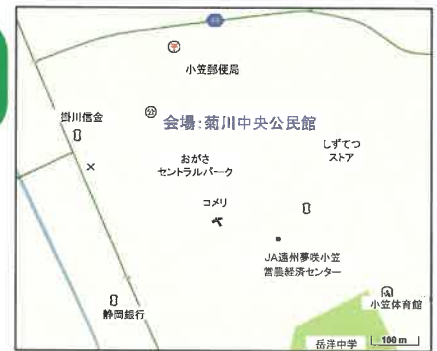 小笠郵便局
会場:菊川中央公民館
掛川信金
しずてつ
ストア
おがさ
セントラルパーク
コメリ
JA遠州夢咲小笠
営農経済センター
小笠体育館
静岡銀行
岳洋中学
100 m